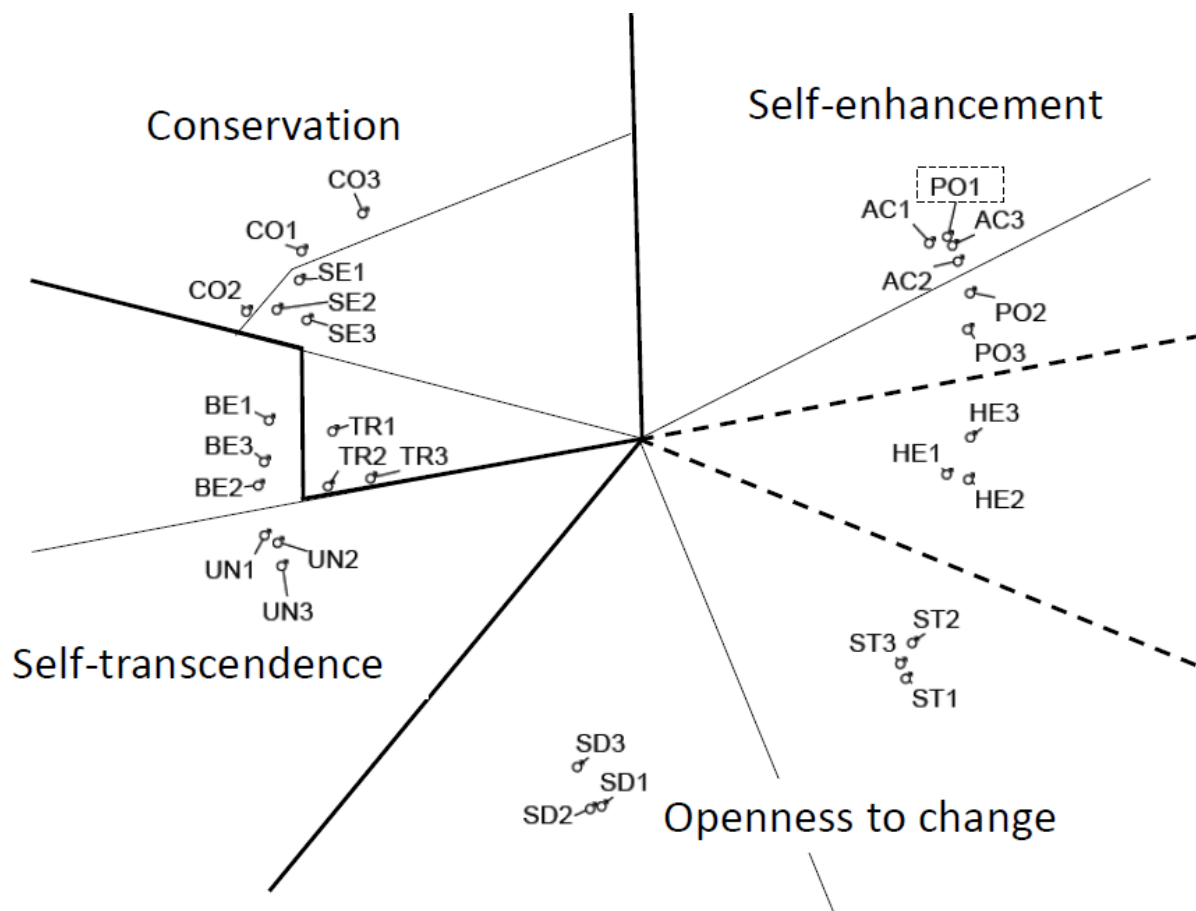 Self-enhancement
Conservation
CO3
PO1
AC1
AC3
CO1
SE1
AC2
CO2
SE2
PO2
SE3
PO3
BE1
TR1
HE3
BE3
TR2
TR3
HE1
BE2
HE2
UN1
UN2
UN3
ST2
ST3
Self-transcendence
ST1
SD3
SD1
SD2
Openness to change